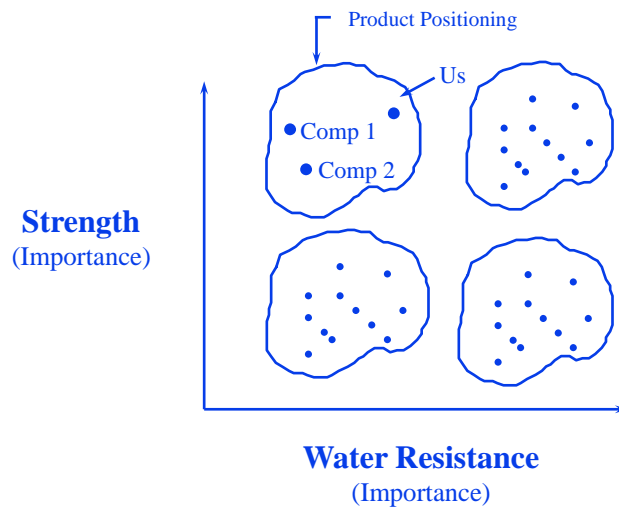 Product Positioning
Us
Comp 1
Comp 2
Strength
(Importance)
Water Resistance
(Importance)